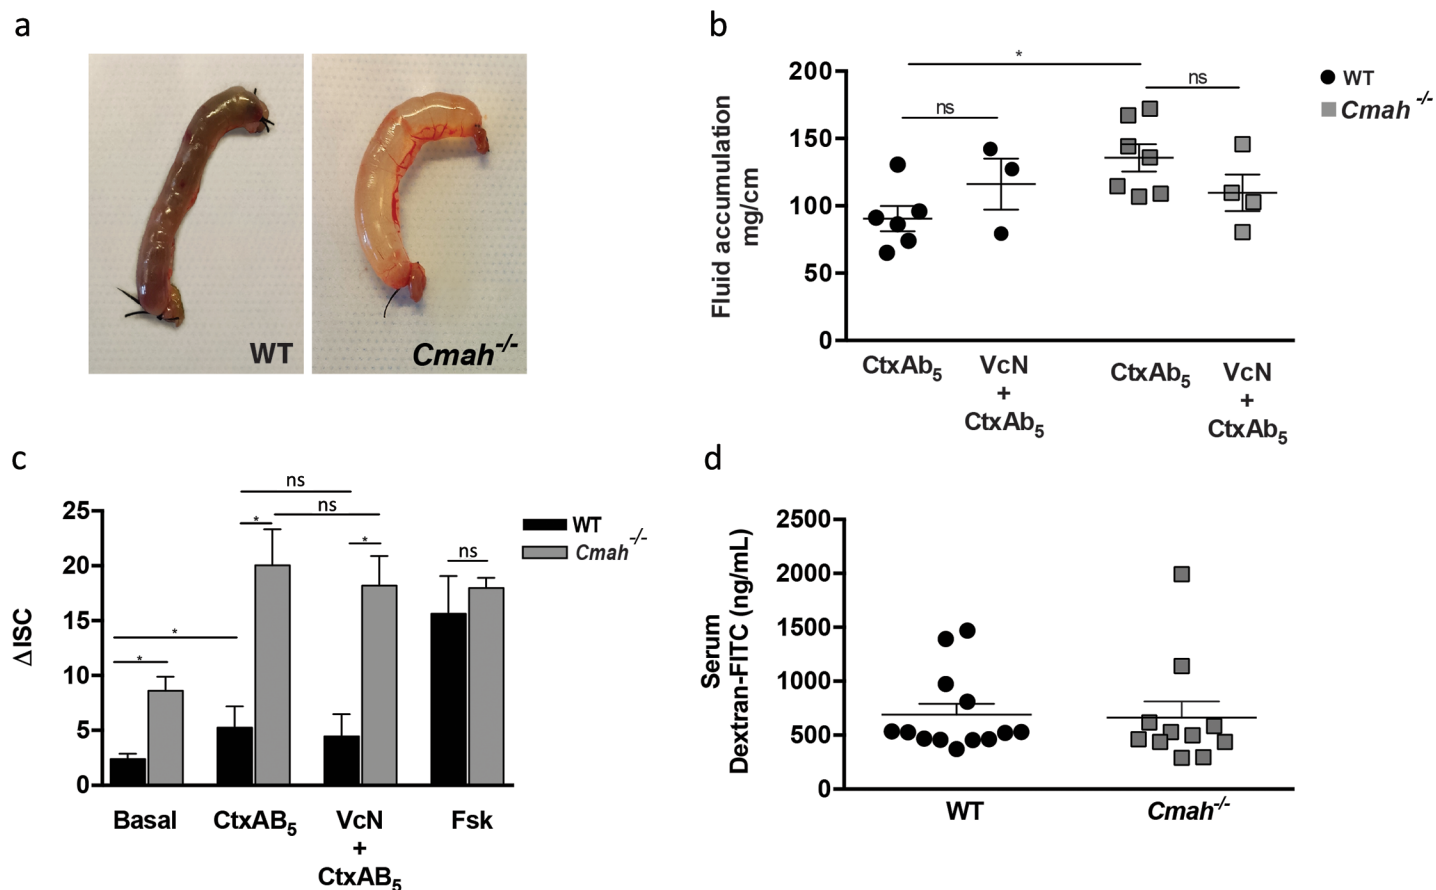 a
WT
Cmah-/-
b
*
ns
ns
200
150
100
50
0
Fluid accumulation
mg/cm
CtxAb5
VcN
+
CtxAb5
CtxAb5
VcN
+
CtxAb5
WT
Cmah -/-
c
ns
ns
*
*
ns
*
*
25
20
15
10
5
0
ΔISC
Basal
CtxAB5
VcN
+
CtxAB5
Fsk
WT
Cmah -/-
d
2500
2000
1500
1000
500
0
Serum
Dextran-FITC (ng/mL)
WT
Cmah-/-